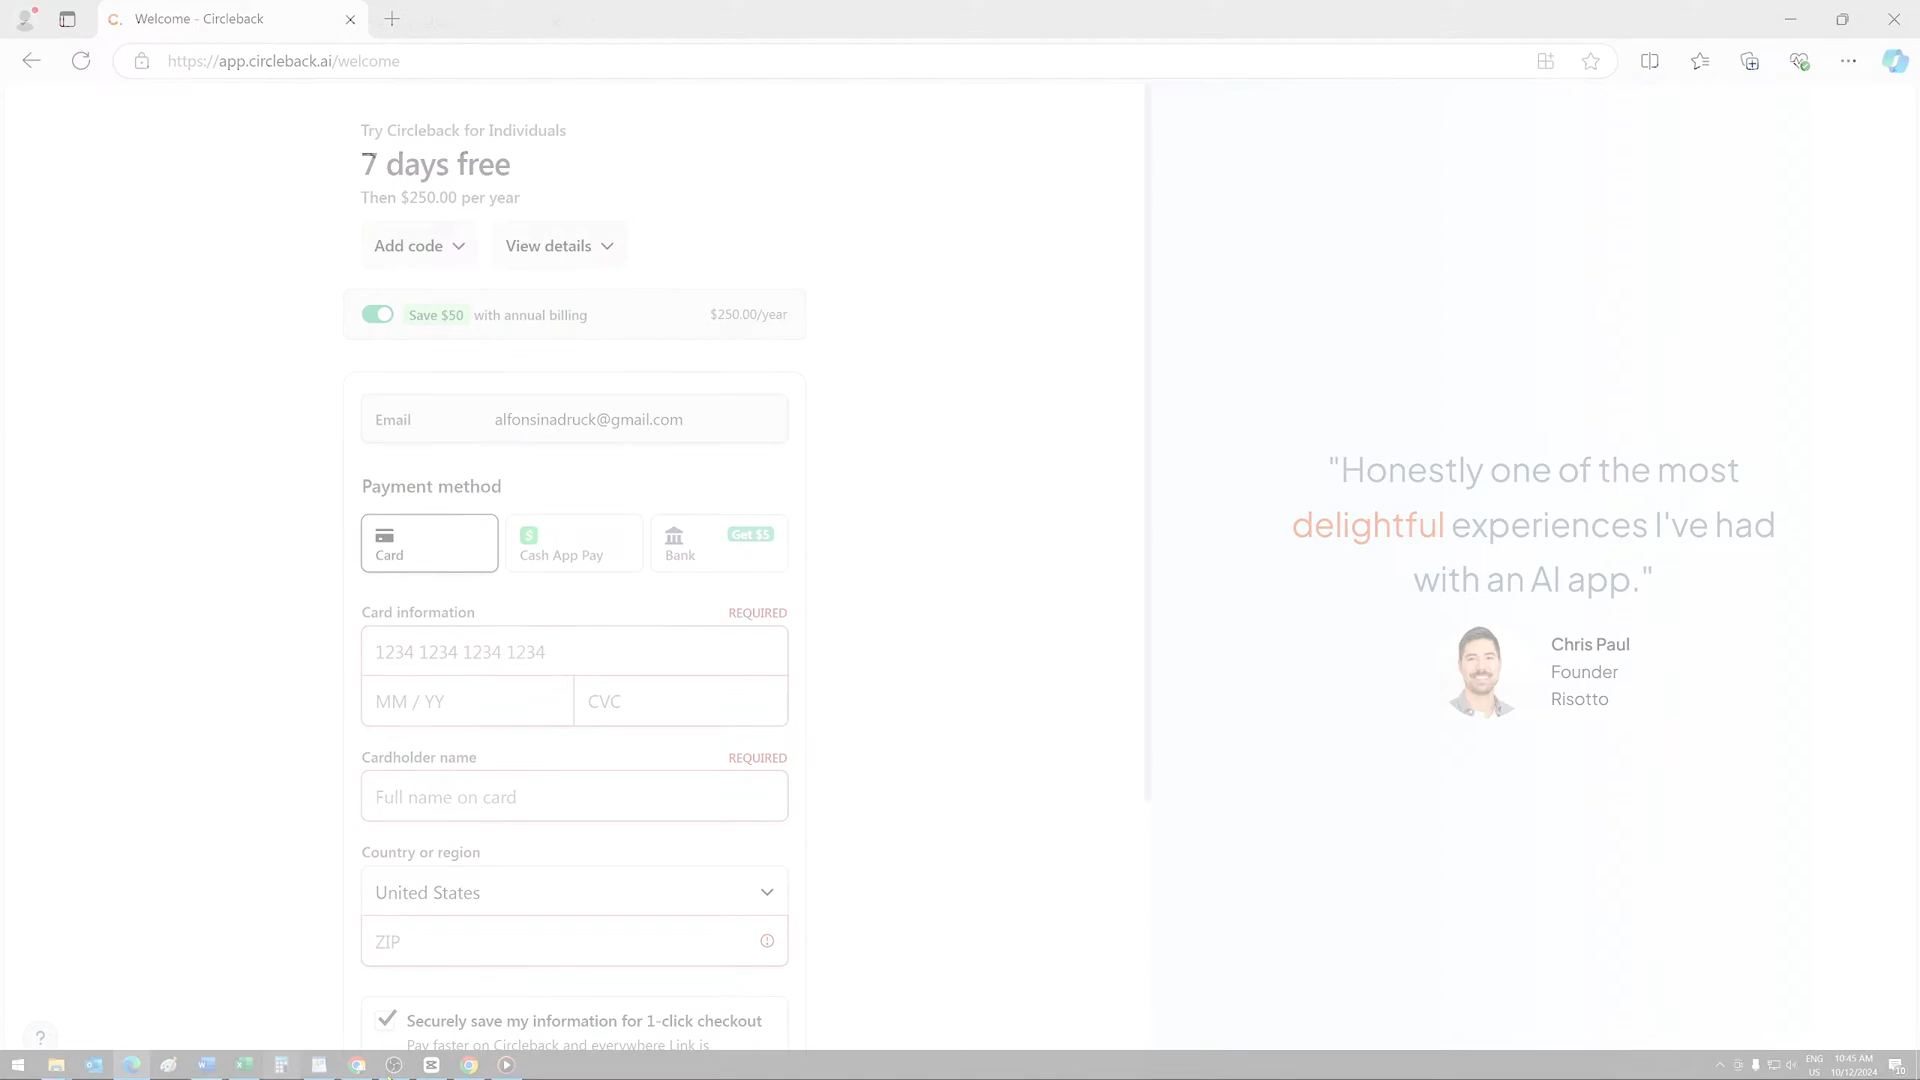 Welcome - Circleback
https://app.circleback.ai/welcome
Try Circleback for Individuals
7 days free
Then $250.00 per year
Add code
View details
Save $50 with annual billing
$250.00/year
Email
alfonsinadruck@gmail.com
Payment method
Card
Cash App Pay
Bank
Get $5
Card information
REQUIRED
1234 1234 1234 1234
MM / YY
CVC
Cardholder name
REQUIRED
Full name on card
Country or region
United States
ZIP
Securely save my information for 1-click checkout
Pay faster on Circleback and everywhere Link is
"Honestly one of the most
delightful experiences I've had
with an AI app."
Chris Paul
Founder
Risotto
?
ENG
US
10:45 AM
10/12/2024
10